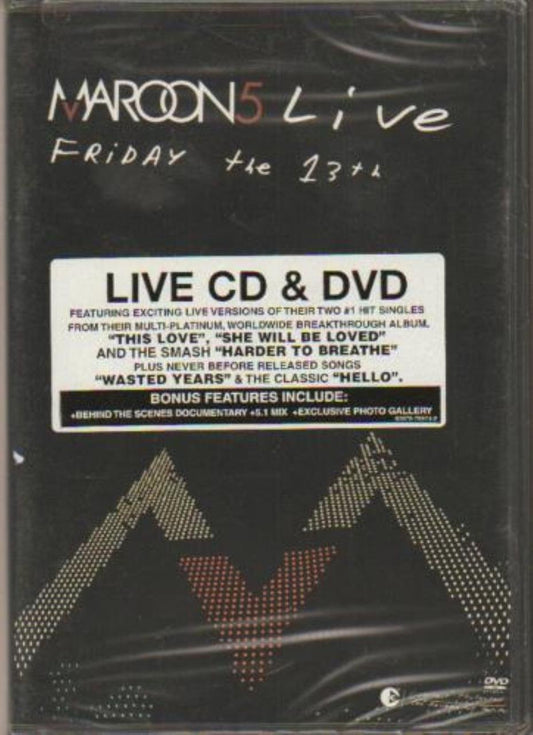 MAROON5 Live
FRiDAY the 13th
LIVE CD & DVD
FEATURING EXCITING LIVE VERSIONS OF THEIR TWO #1 HIT SINGLES
FROM THEIR MULTI-PLATINUM, WORLDWIDE BREAKTHROUGH ALBUM,
"THIS LOVE", "SHE WILL BE LOVED"
AND THE SMASH "HARDER TO BREATHE"
PLUS NEVER BEFORE RELEASED SONGS
"WASTED YEARS" & THE CLASSIC "HELLO".
BONUS FEATURES INCLUDE:
+BEHIND THE SCENES DOCUMENTARY +5.1 MIX +EXCLUSIVE PHOTO GALLERY
DVD